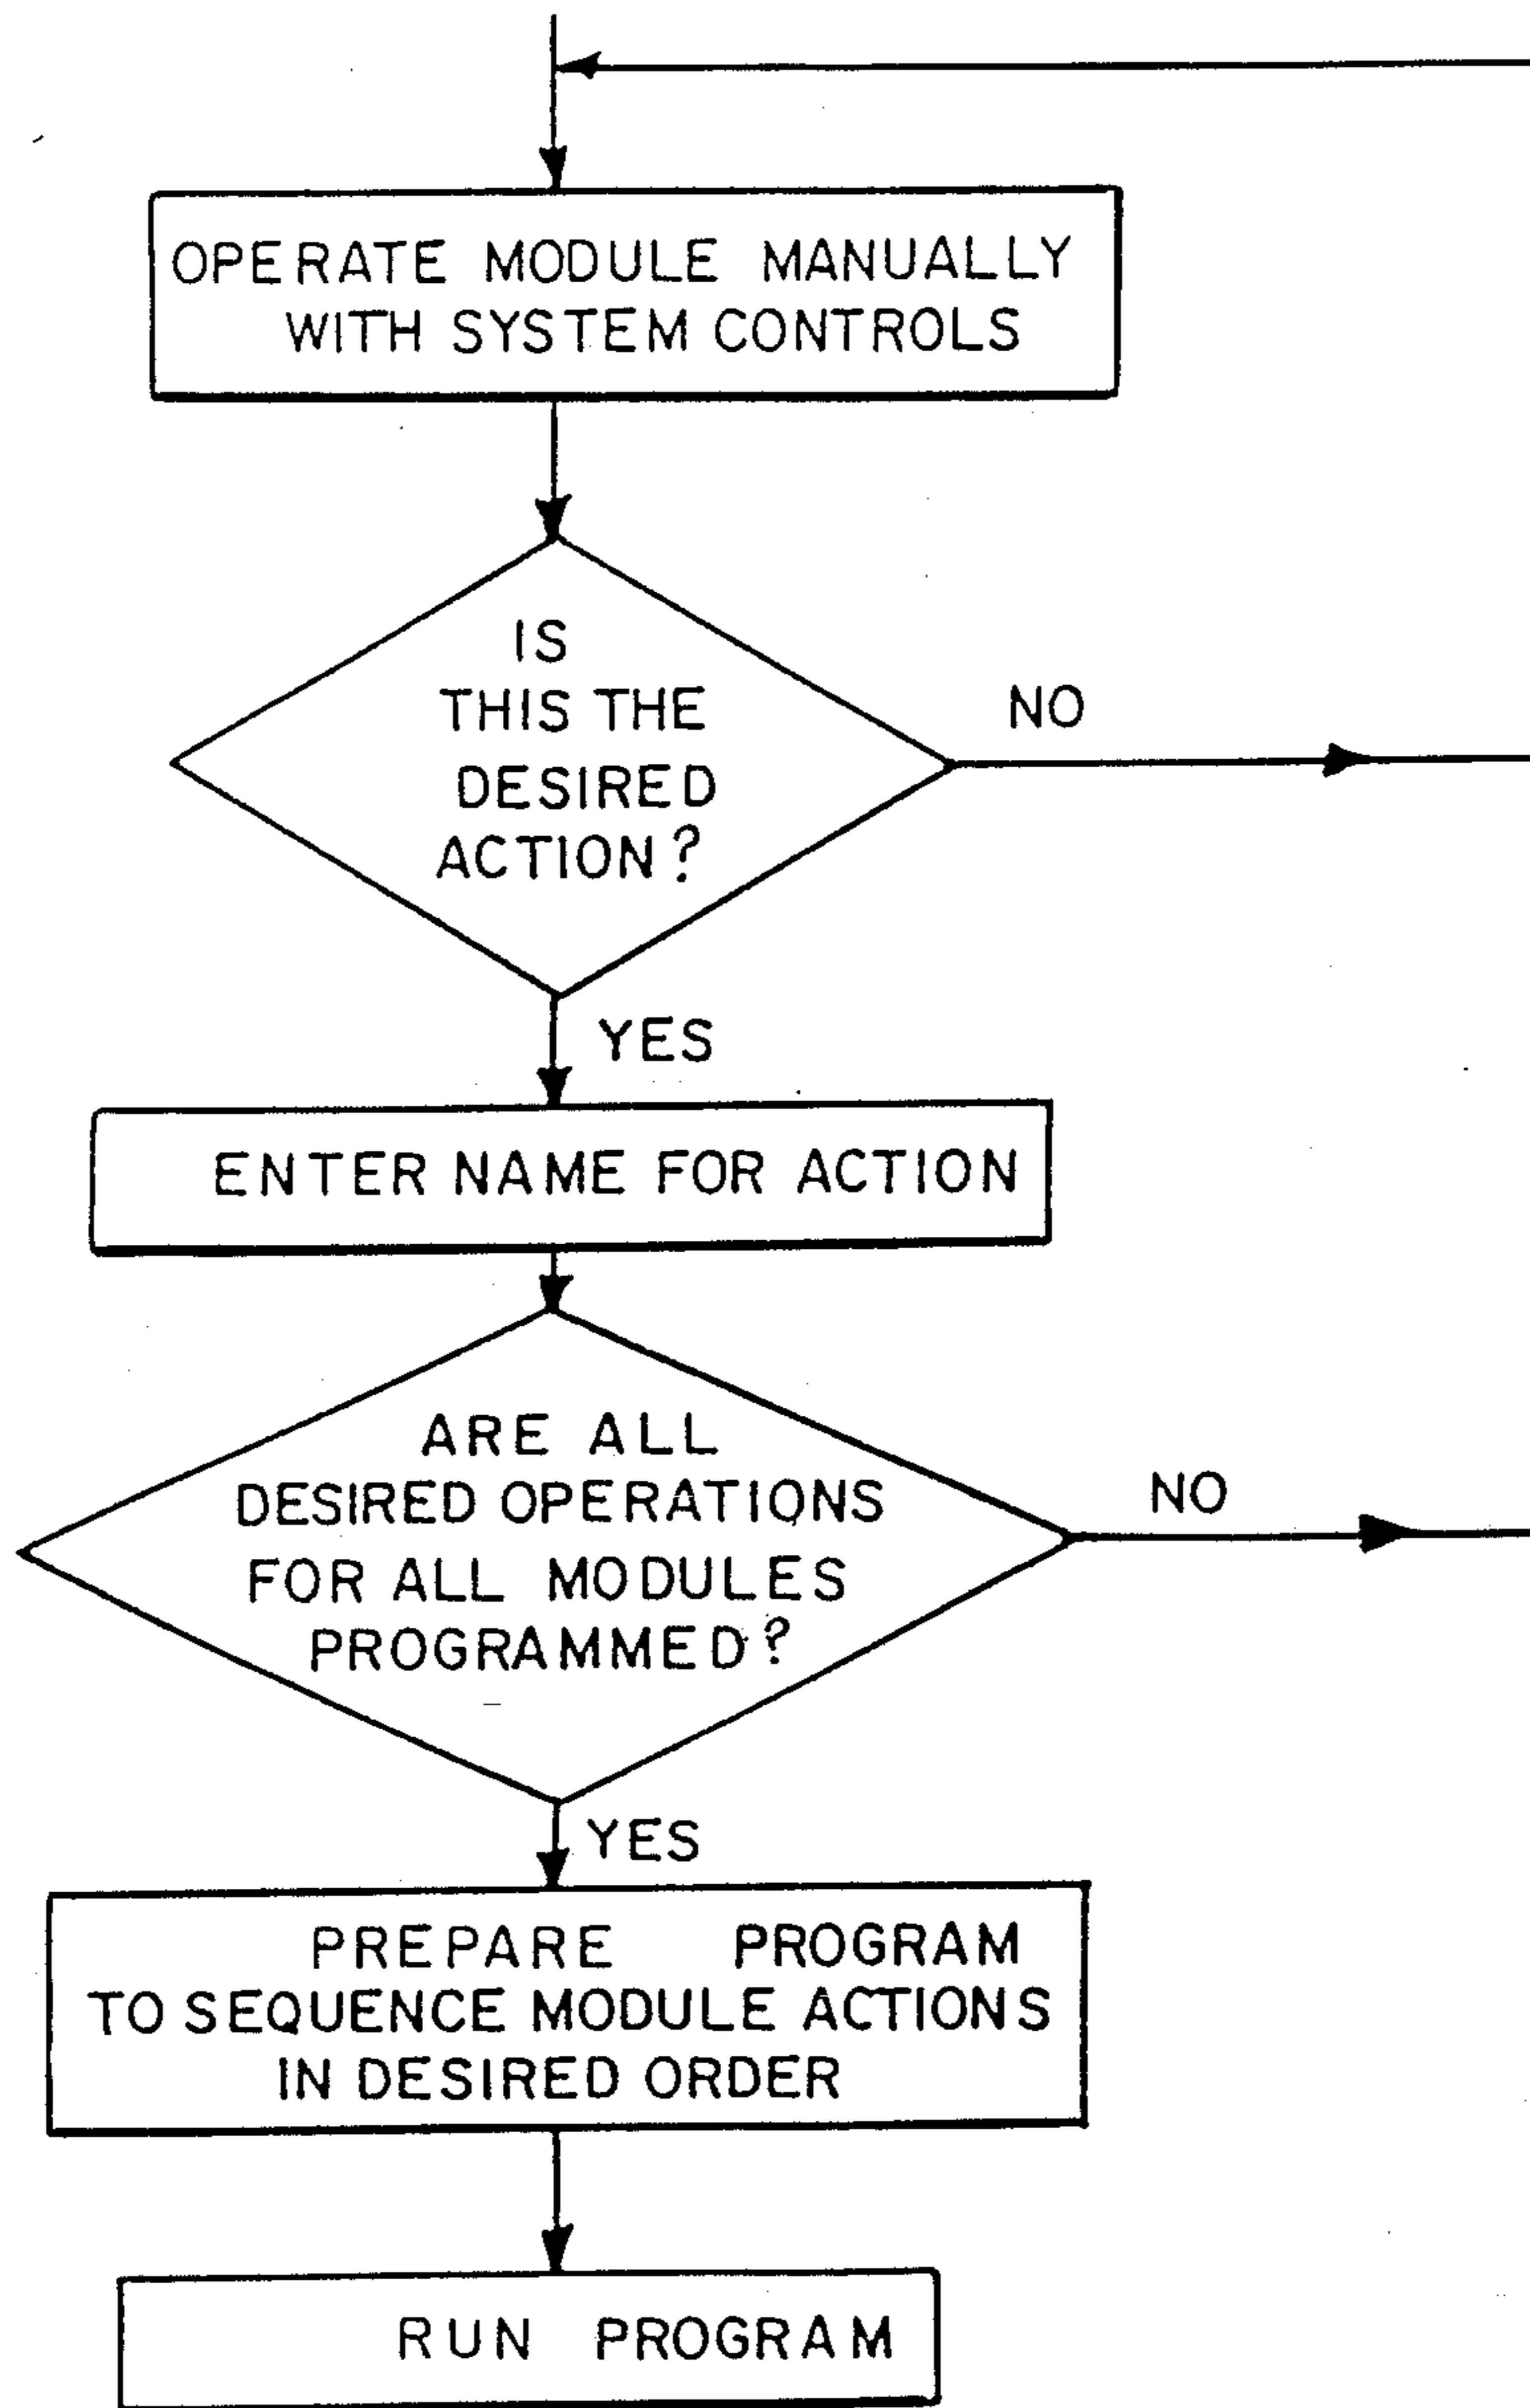 OPERATE MODULE MANUALLY
WITH SYSTEM CONTROLS
IS
THIS THE
DESIRED
ACTION?
NO
YES
ENTER NAME FOR ACTION
ARE ALL
DESIRED OPERATIONS
FOR ALL MODULES
PROGRAMMED?
NO
YES
PREPARE PROGRAM
TO SEQUENCE MODULE ACTIONS
IN DESIRED ORDER
RUN PROGRAM